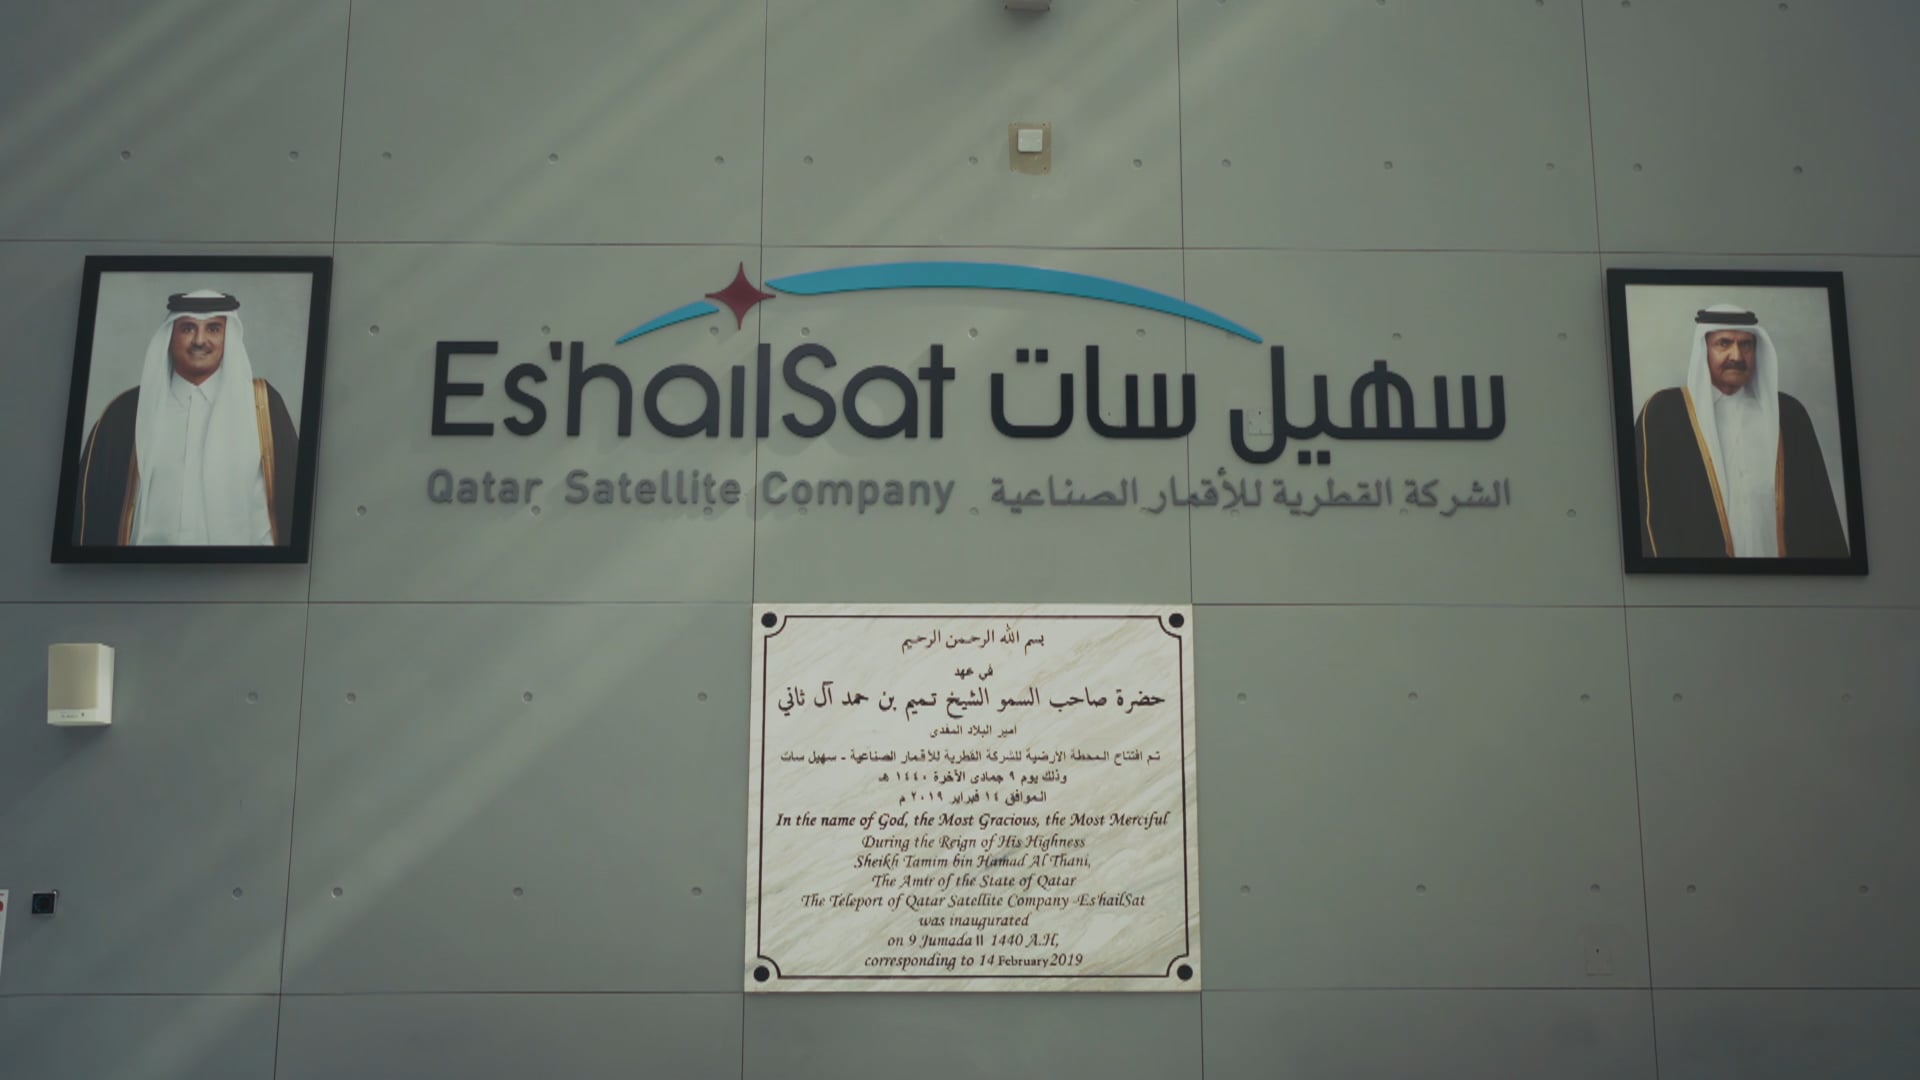 Es'hailSat سهيل سات
Qatar Satellite Company الشركة القطرية للأقمار الصناعية
بسم الله الرحمن الرحيم
في عهد
حضرة صاحب السمو الشيخ تميم بن حمد آل ثاني
أمير البلاد المفدى
تم افتتاح المحطة الارضية للشركة القطرية للأقمار الصناعية - سهيل سات
وذلك يوم ٩ جمادى الآخرة ١٤٤٠ هـ
الموافق ١٤ فبراير ٢٠١٩ م
In the name of God, the Most Gracious, the Most Merciful
During the Reign of His Highness
Sheikh Tamim bin Hamad Al Thani,
The Amir of the State of Qatar
The Teleport of Qatar Satellite Company -Es'hailSat
was inaugurated
on 9 Jumada II 1440 A.H,
corresponding to 14 February 2019